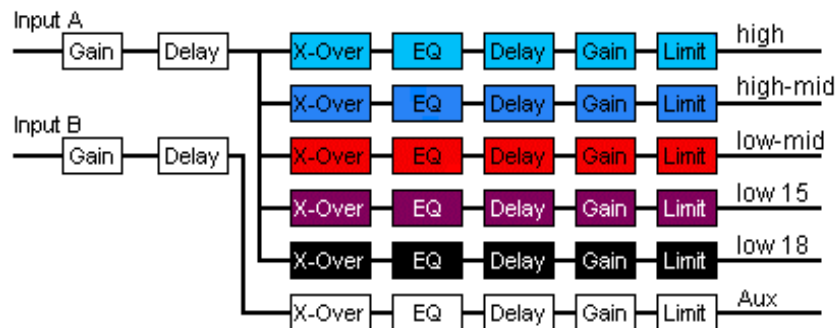 Input A
Gain Delay X-Over EQ Delay Gain Limit high
X-Over EQ Delay Gain Limit high-mid
Input B
Gain Delay X-Over EQ Delay Gain Limit low-mid
X-Over EQ Delay Gain Limit low 15
X-Over EQ Delay Gain Limit low 18
X-Over EQ Delay Gain Limit Aux